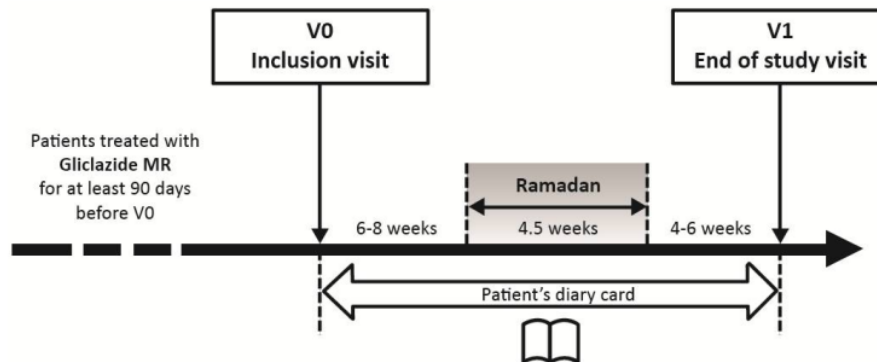 V0
Inclusion visit
V1
End of study visit
Patients treated with
Gliclazide MR
for at least 90 days
before V0
Ramadan
6-8 weeks
4.5 weeks
4-6 weeks
Patient's diary card